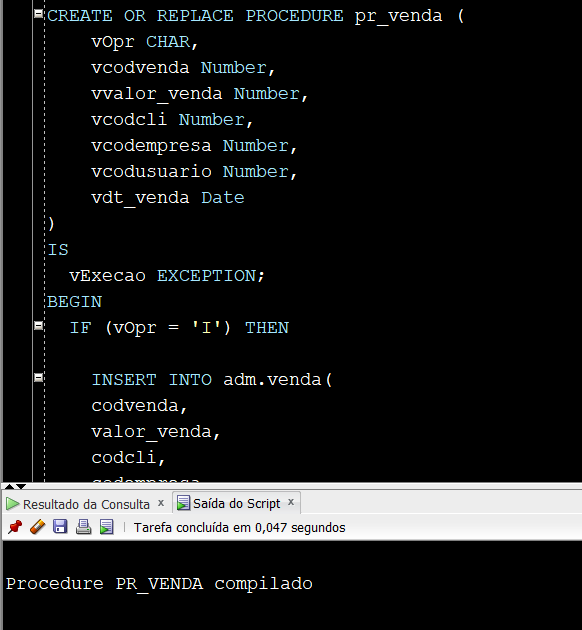 CREATE OR REPLACE PROCEDURE pr_venda (
vOpr CHAR,
vcodvenda Number,
vvalor_venda Number,
vcodcli Number,
vcodempresa Number,
vcodusuario Number,
vdt_venda Date
)
IS
vExecao EXCEPTION;
BEGIN
IF (vOpr = 'I') THEN
INSERT INTO adm.venda(
codvenda,
valor_venda,
codcli,
codempresa
Resultado da Consulta x Saída do Script x
Tarefa concluída em 0,047 segundos
Procedure PR_VENDA compilado